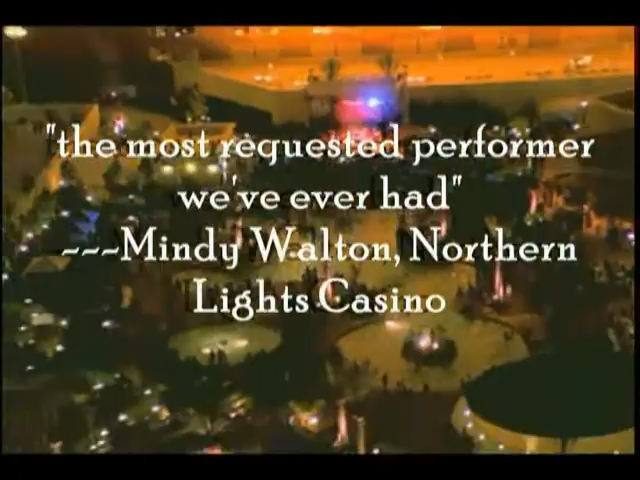 "the most requested performer
we've ever had"
---Mindy Walton, Northern
Lights Casino